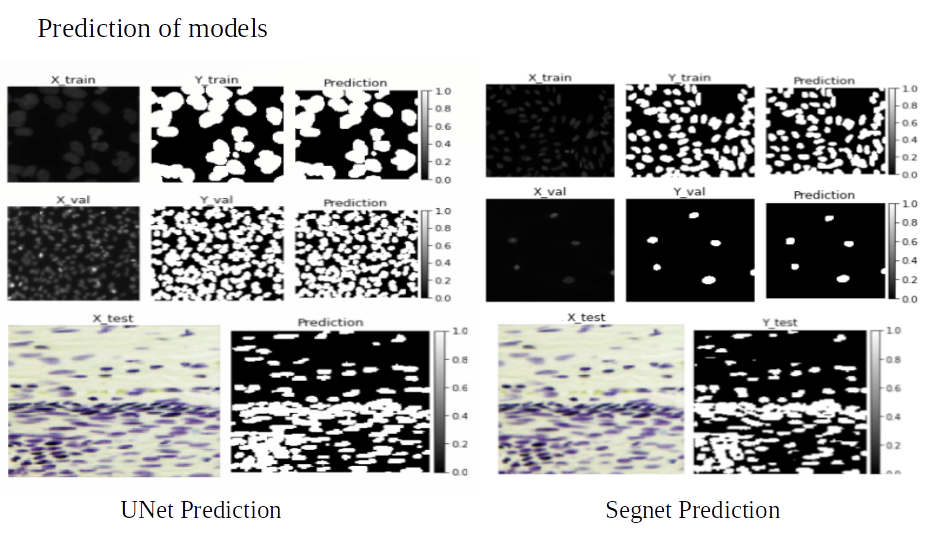 Prediction of models
X_train
Y_train
Prediction
1.0
0.8
0.6
0.4
0.2
0.0
X_val
Y_val
Prediction
1.0
0.8
0.6
0.4
0.2
0.0
X_test
Prediction
1.0
0.8
0.6
0.4
0.2
0.0
UNet Prediction
X_train
Y_train
Prediction
1.0
0.8
0.6
0.4
0.2
0.0
X_val
Y_val
Prediction
1.0
0.8
0.6
0.4
0.2
0.0
X_test
Y_test
1.0
0.8
0.6
0.4
0.2
0.0
Segnet Prediction